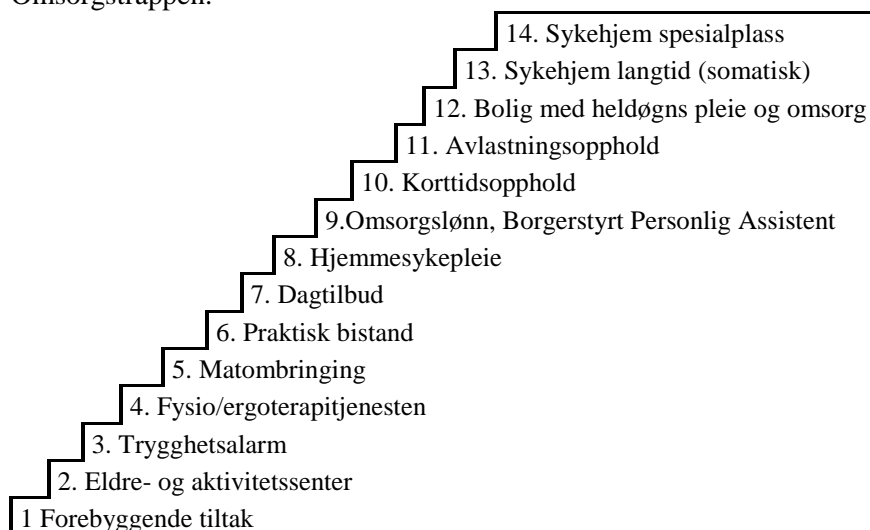 Omsorgstrappen:
14. Sykehjem spesialplass
13. Sykehjem langtid (somatisk)
12. Bolig med heldøgns pleie og omsorg
11. Avlastningsopphold
10. Korttidsopphold
9.Omsorgslønn, Borgerstyrt Personlig Assistent
8. Hjemmesykepleie
7. Dagtilbud
6. Praktisk bistand
5. Matombringing
4. Fysio/ergoterapitjenesten
3. Trygghetsalarm
2. Eldre- og aktivitetssenter
1 Forebyggende tiltak